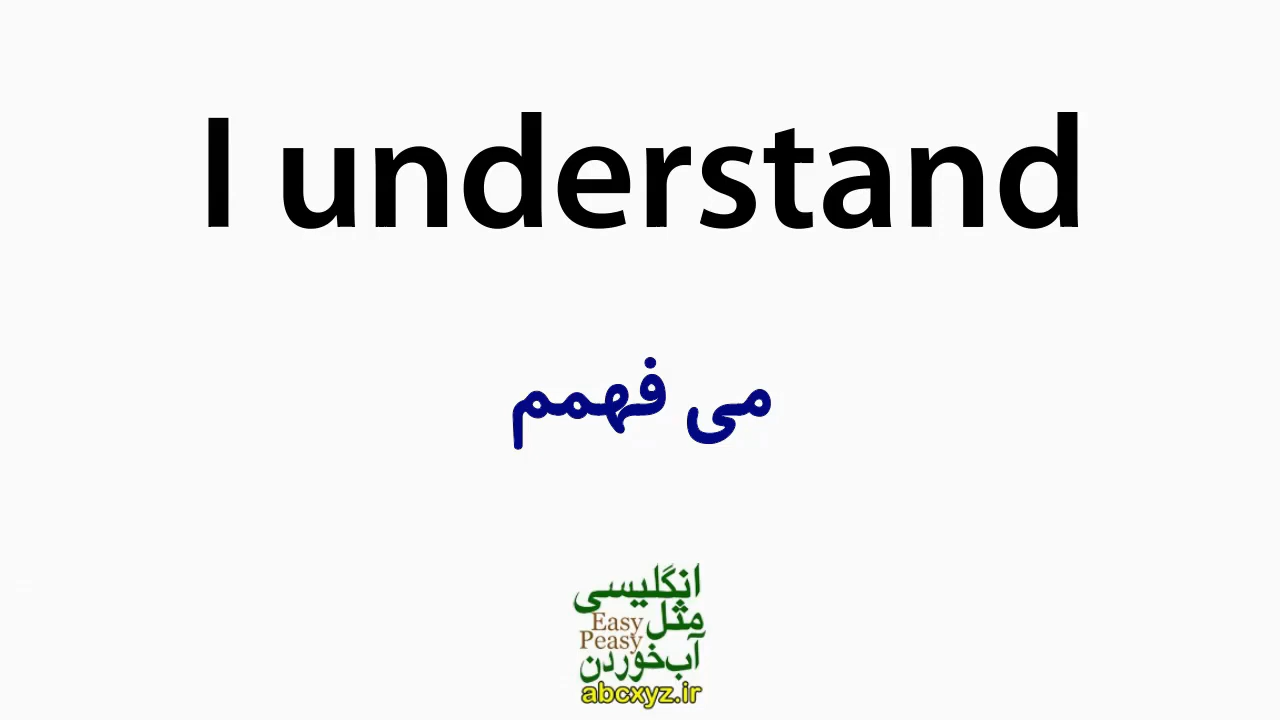 I understand
می فهمم
انگلیسی
مثل
Easy
Peasy
آب‌خوردن
abcxyz.ir